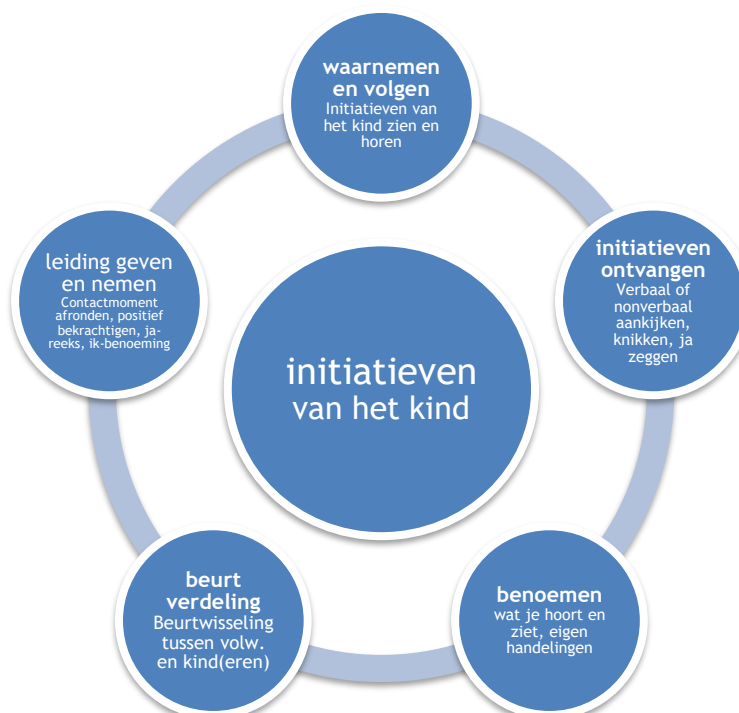 waarnemen
en volgen
Initiatieven van
het kind zien en
horen
initiatieven
ontvangen
Verbaal of
nonverbaal
aankijken,
knikken, ja
zeggen
benoemen
wat je hoort en
ziet, eigen
handelingen
beurt
verdeling
Beurtwisseling
tussen volw.
en kind(eren)
leiding geven
en nemen
Contactmoment
afronden, positief
bekrachtigen, ja-
reeks, ik-benoeming
initiatieven
van het kind